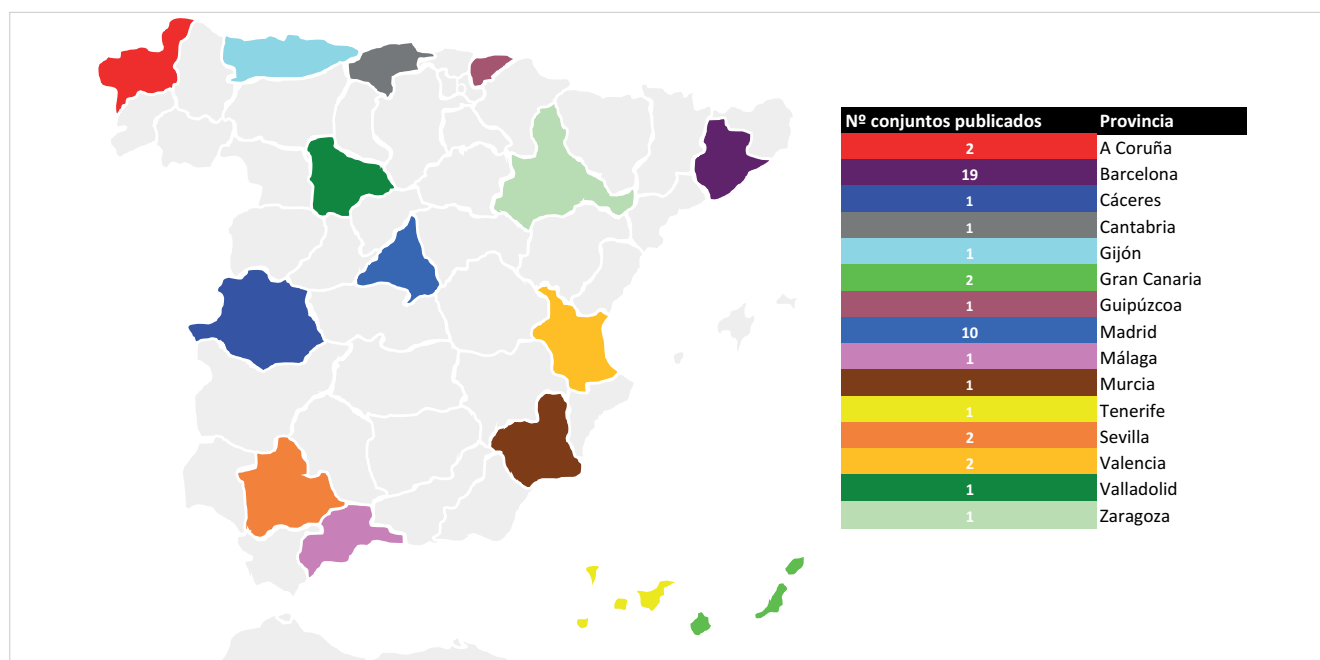 Nº conjuntos publicados Provincia
2 A Coruña
19 Barcelona
1 Cáceres
1 Cantabria
1 Gijón
2 Gran Canaria
1 Guipúzcoa
10 Madrid
1 Málaga
1 Murcia
1 Tenerife
2 Sevilla
2 Valencia
1 Valladolid
1 Zaragoza